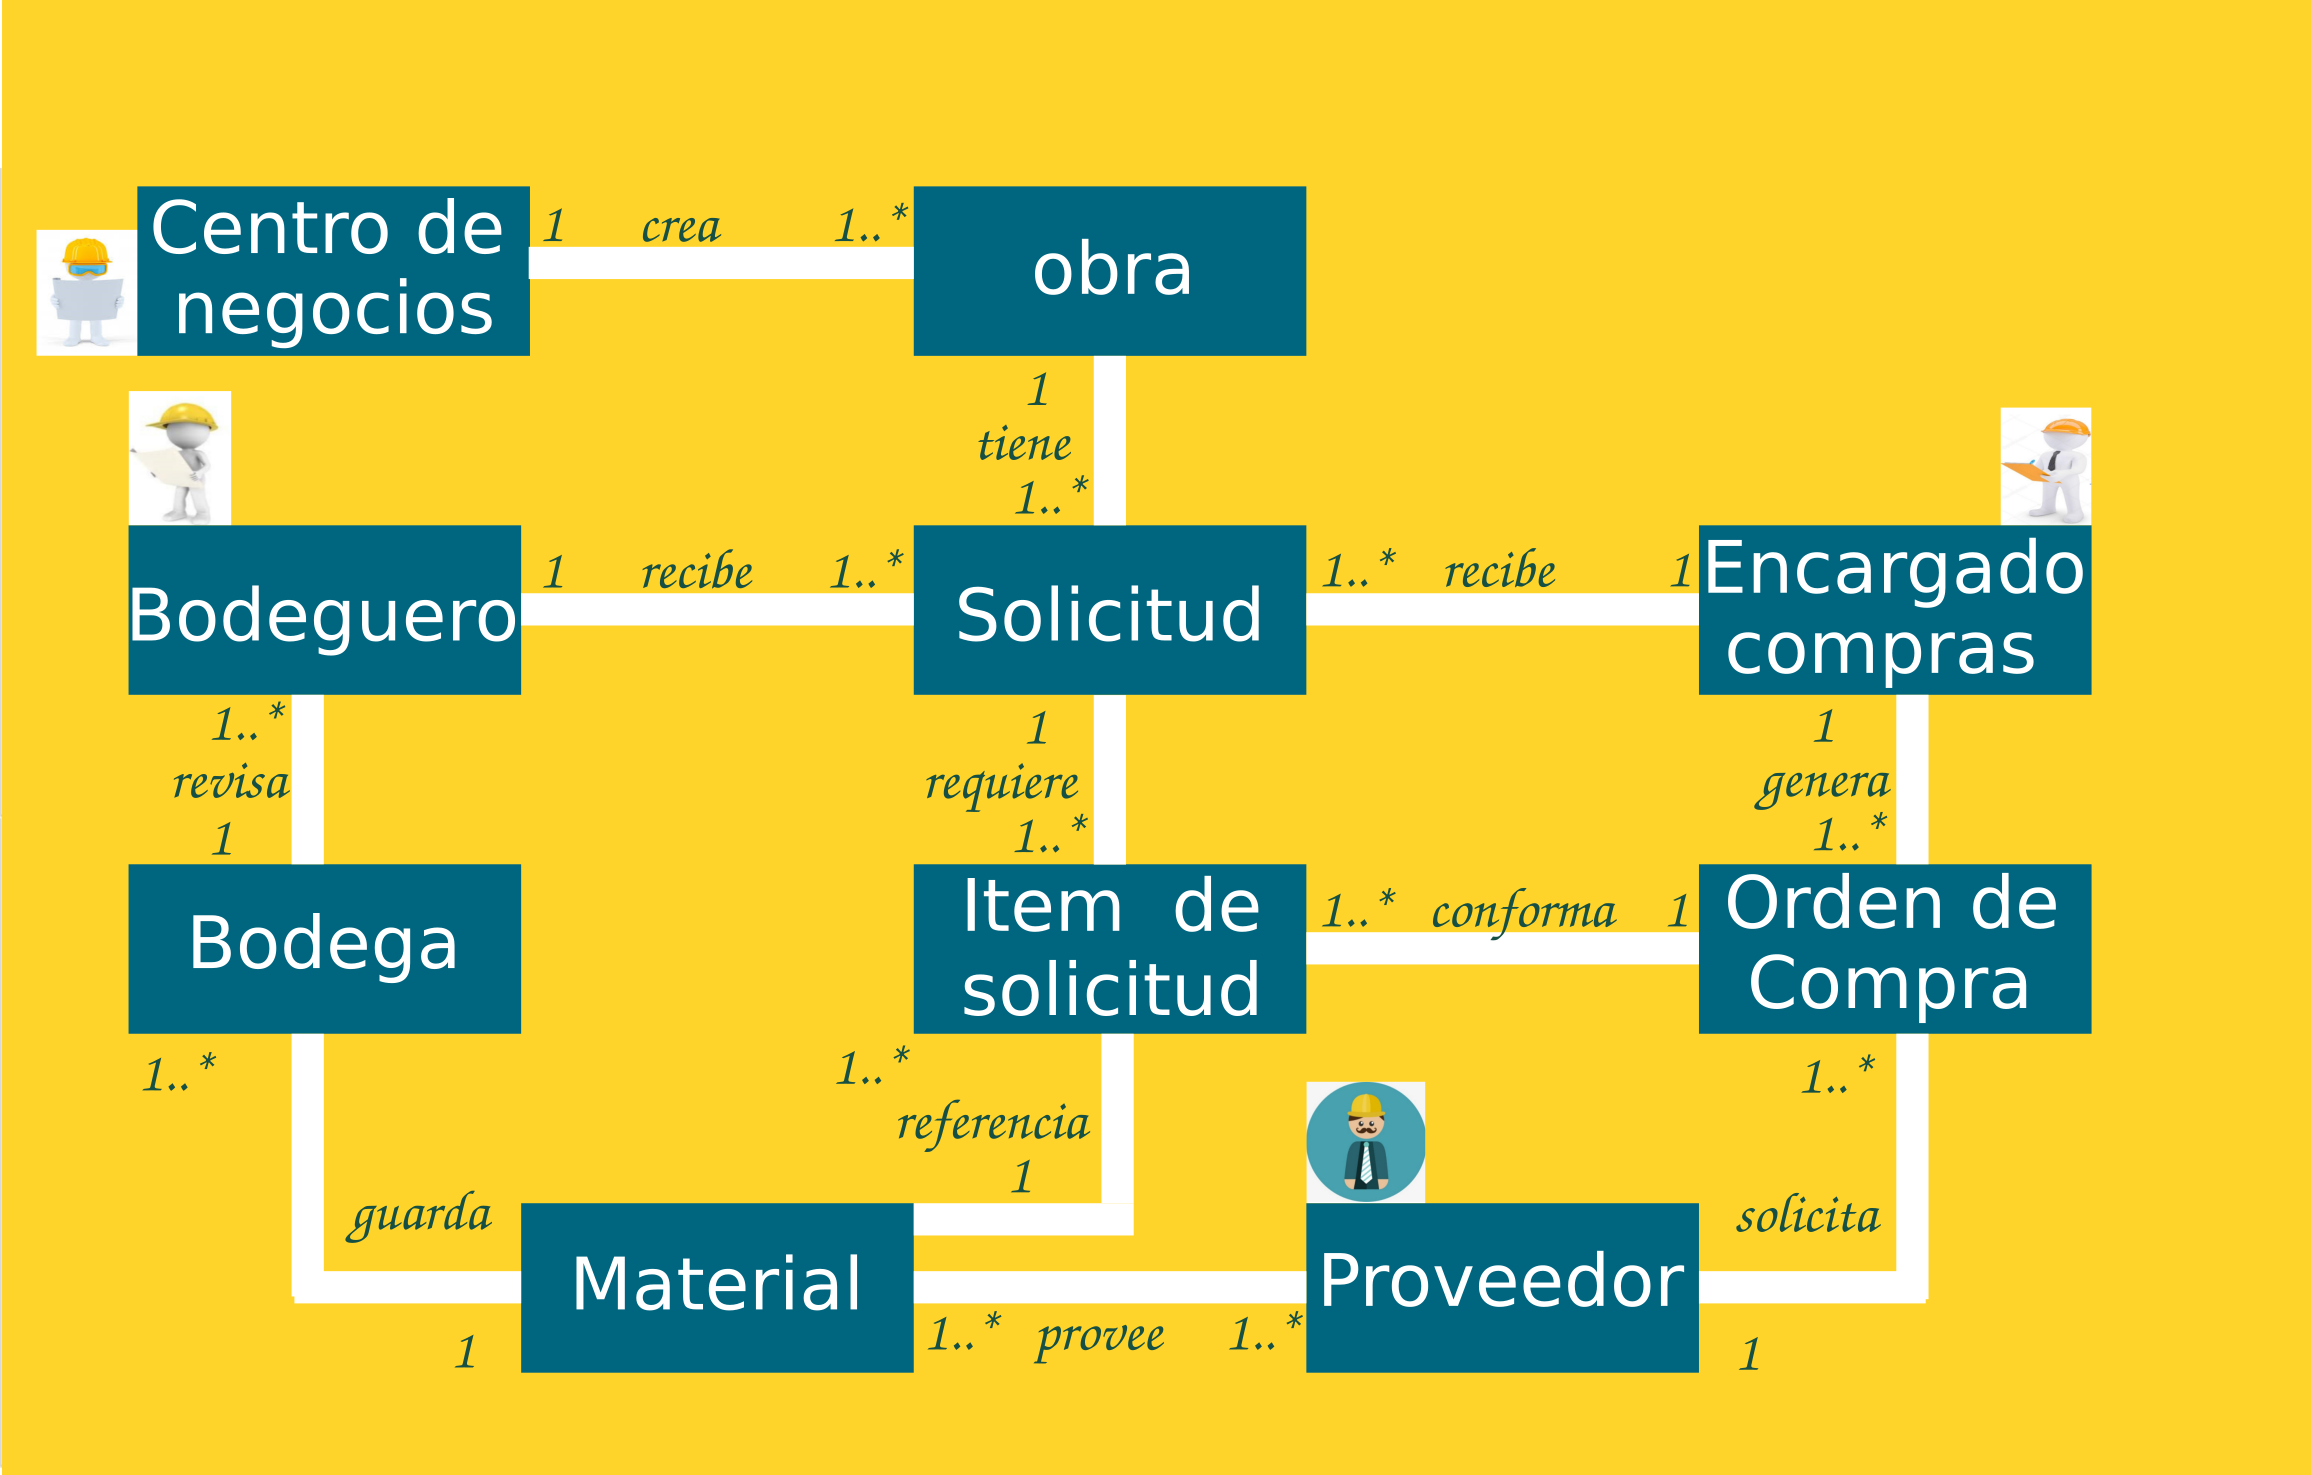 Centro de
negocios
1 crea 1..*
obra
1
tiene
1..*
Bodeguero
1 recibe 1..*
Solicitud
1..* recibe 1
Encargado
compras
1..*
revisa
1
1
requiere
1..*
1
genera
1..*
Bodega
Item de
solicitud
1..* conforma 1
Orden de
Compra
1..*
guarda
1
1..*
referencia
1
1..*
solicita
1
Material
1..* provee 1..*
Proveedor